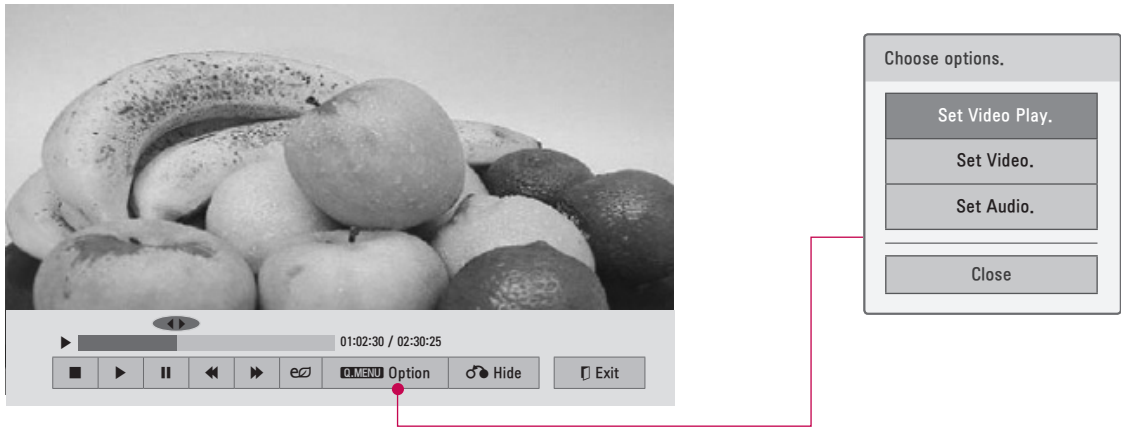 01:02:30 / 02:30:25
Q.MENU Option
Hide
Exit
Choose options.
Set Video Play.
Set Video.
Set Audio.
Close